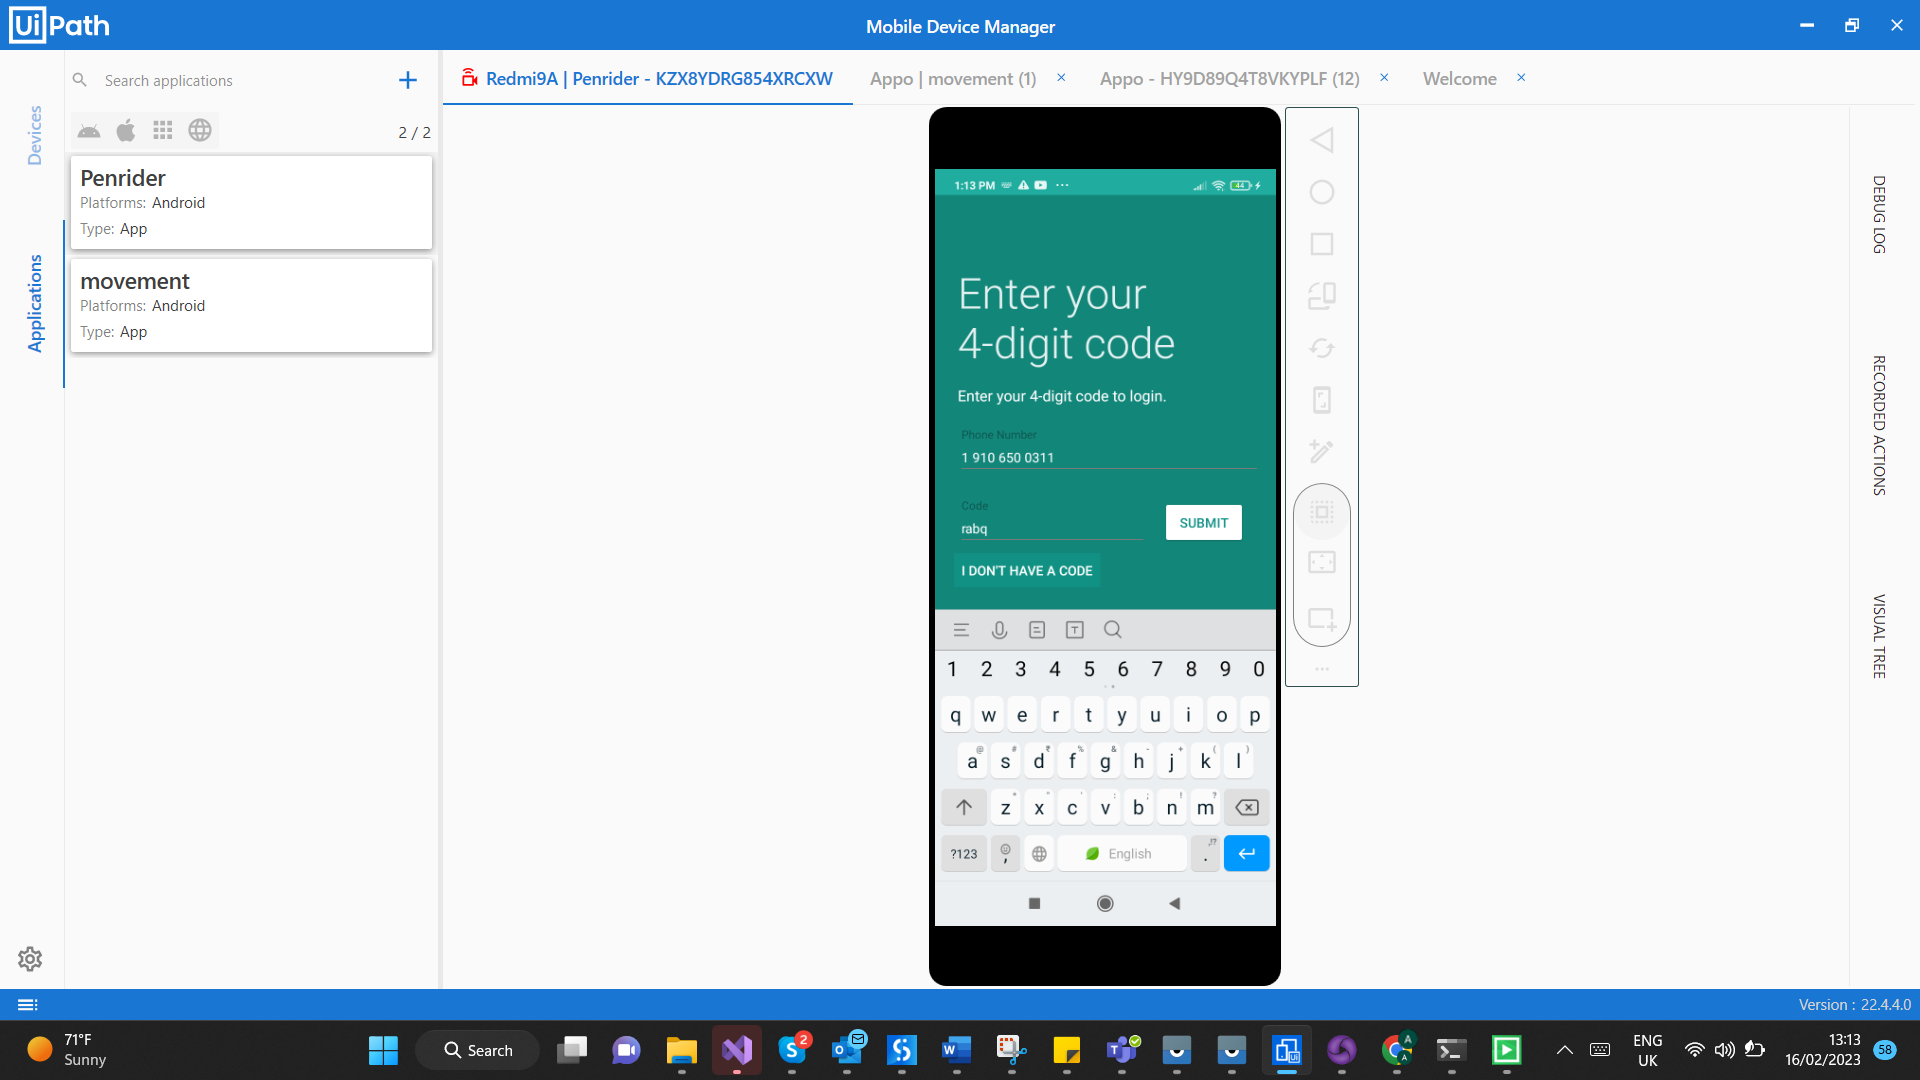 UiPath
Mobile Device Manager
Devices
Applications
Search applications
2 / 2
Penrider
Platforms: Android
Type: App
movement
Platforms: Android
Type: App
Redmi9A | Penrider - KZX8YDRG854XRCXW
Appo | movement (1)
Appo - HY9D89Q4T8VKYPLF (12)
Welcome
1:13 PM
44
Enter your
4-digit code
Enter your 4-digit code to login.
Phone Number
1 910 650 0311
Code
rabq
SUBMIT
I DON'T HAVE A CODE
1 2 3 4 5 6 7 8 9 0
q w e r t y u i o p
a s d f g h j k l
z x c v b n m
?123 , English .
DEBUG LOG
RECORDED ACTIONS
VISUAL TREE
Version : 22.4.4.0
71°F
Sunny
Search
2
ENG
UK
13:13
16/02/2023
58